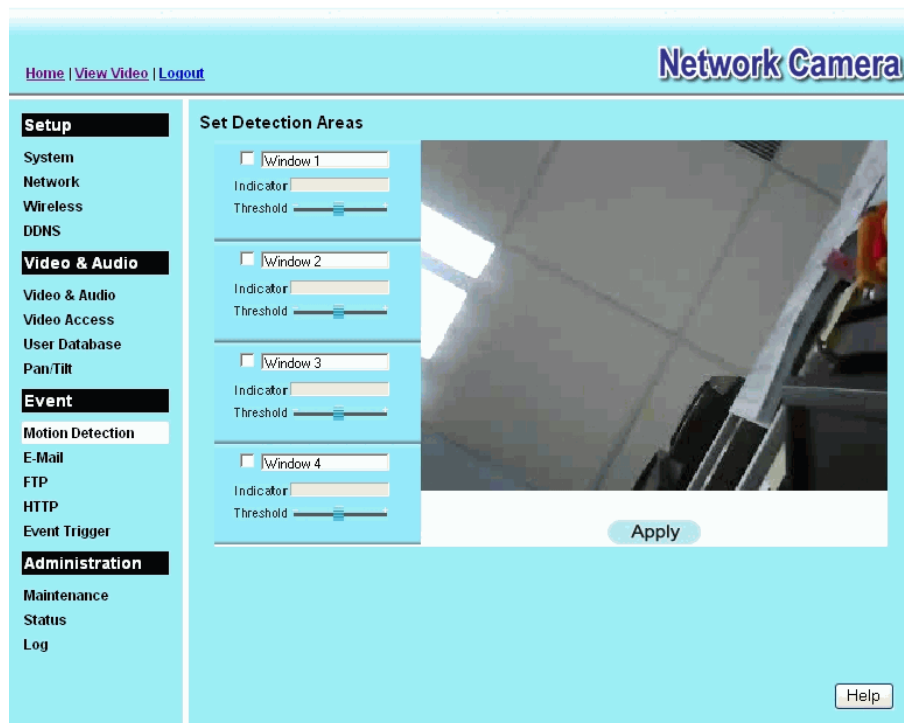 Home | View Video | Logout
Network Camera
Setup
System
Network
Wireless
DDNS
Video & Audio
Video & Audio
Video Access
User Database
Pan/Tilt
Event
Motion Detection
E-Mail
FTP
HTTP
Event Trigger
Administration
Maintenance
Status
Log
Set Detection Areas
Window 1
Indicator
Threshold - +
Window 2
Indicator
Threshold - +
Window 3
Indicator
Threshold - +
Window 4
Indicator
Threshold - +
Apply
Help